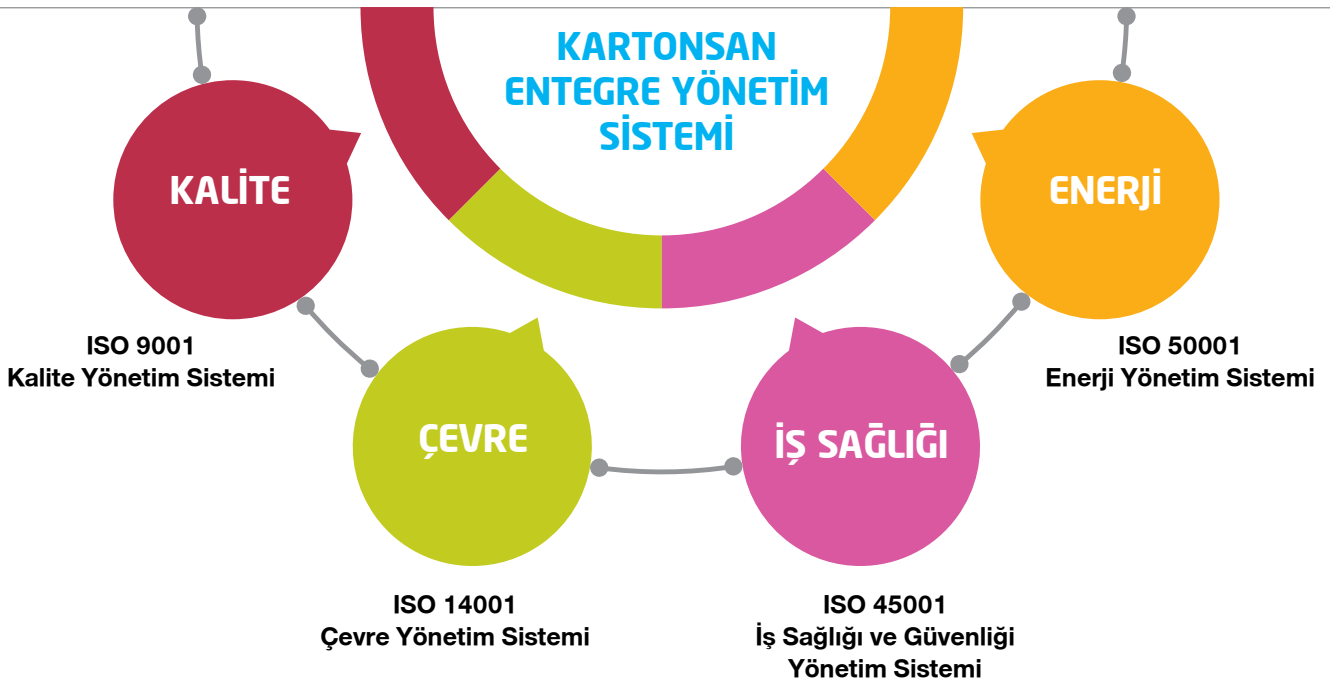 KARTONSAN
ENTEGRE YÖNETİM
SİSTEMİ
KALİTE
ISO 9001
Kalite Yönetim Sistemi
ÇEVRE
ISO 14001
Çevre Yönetim Sistemi
İŞ SAĞLIĞI
ISO 45001
İş Sağlığı ve Güvenliği
Yönetim Sistemi
ENERJİ
ISO 50001
Enerji Yönetim Sistemi